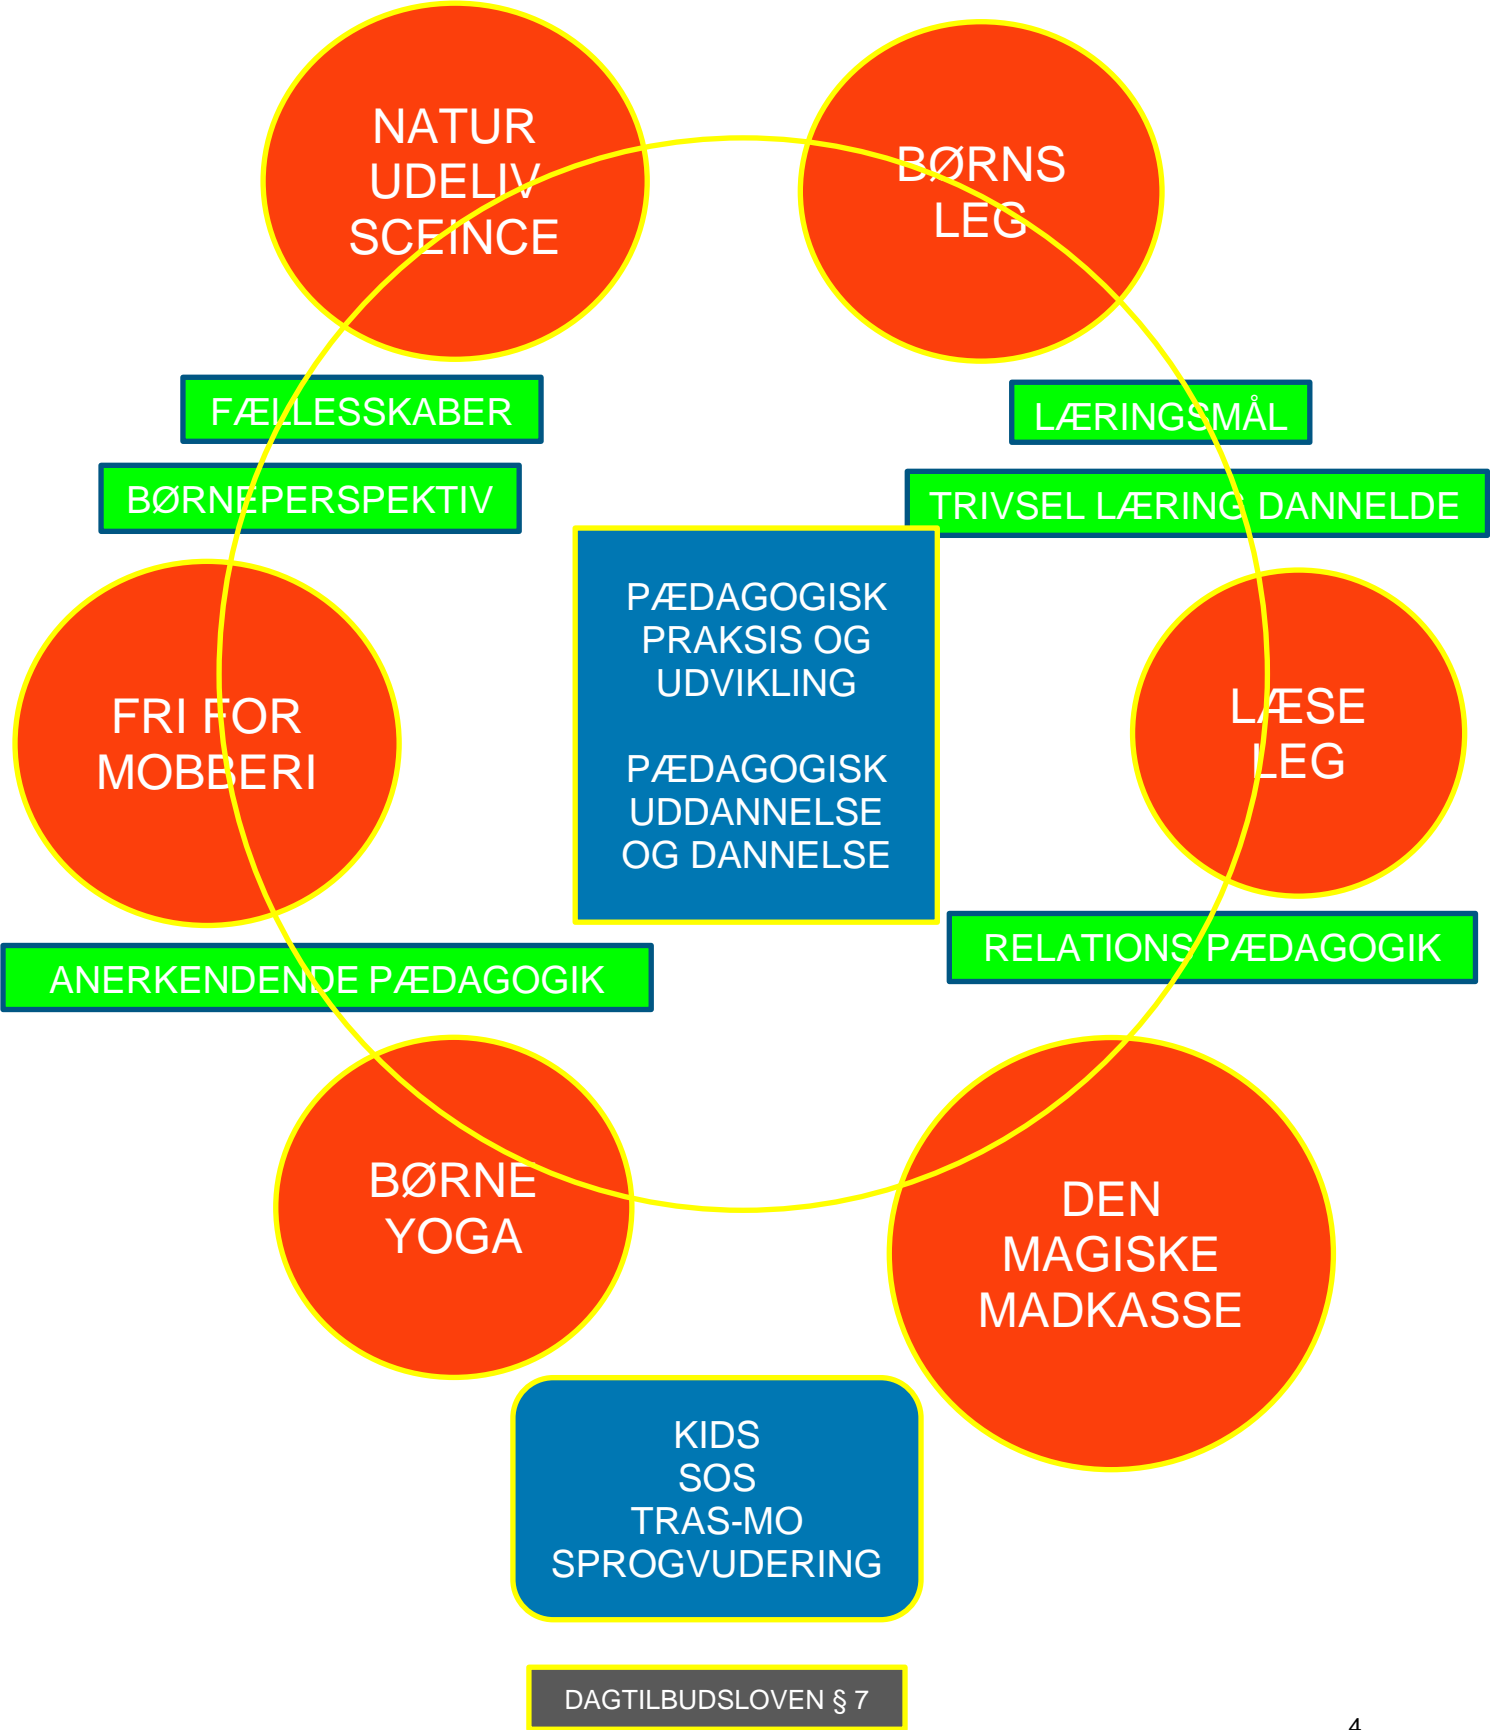 NATUR
UDELIV
SCEINCE
BØRNS
LEG
FÆLLESSKABER
LÆRINGSMÅL
BØRNEPERSPEKTIV
TRIVSEL LÆRING DANNELDE
PÆDAGOGISK
PRAKSIS OG
UDVIKLING
PÆDAGOGISK
UDDANNELSE
OG DANNELSE
FRI FOR
MOBBERI
LÆSE
LEG
ANERKENDENDE PÆDAGOGIK
RELATIONS PÆDAGOGIK
BØRNE
YOGA
DEN
MAGISKE
MADKASSE
KIDS
SOS
TRAS-MO
SPROGVUDERING
DAGTILBUDSLOVEN § 7
4